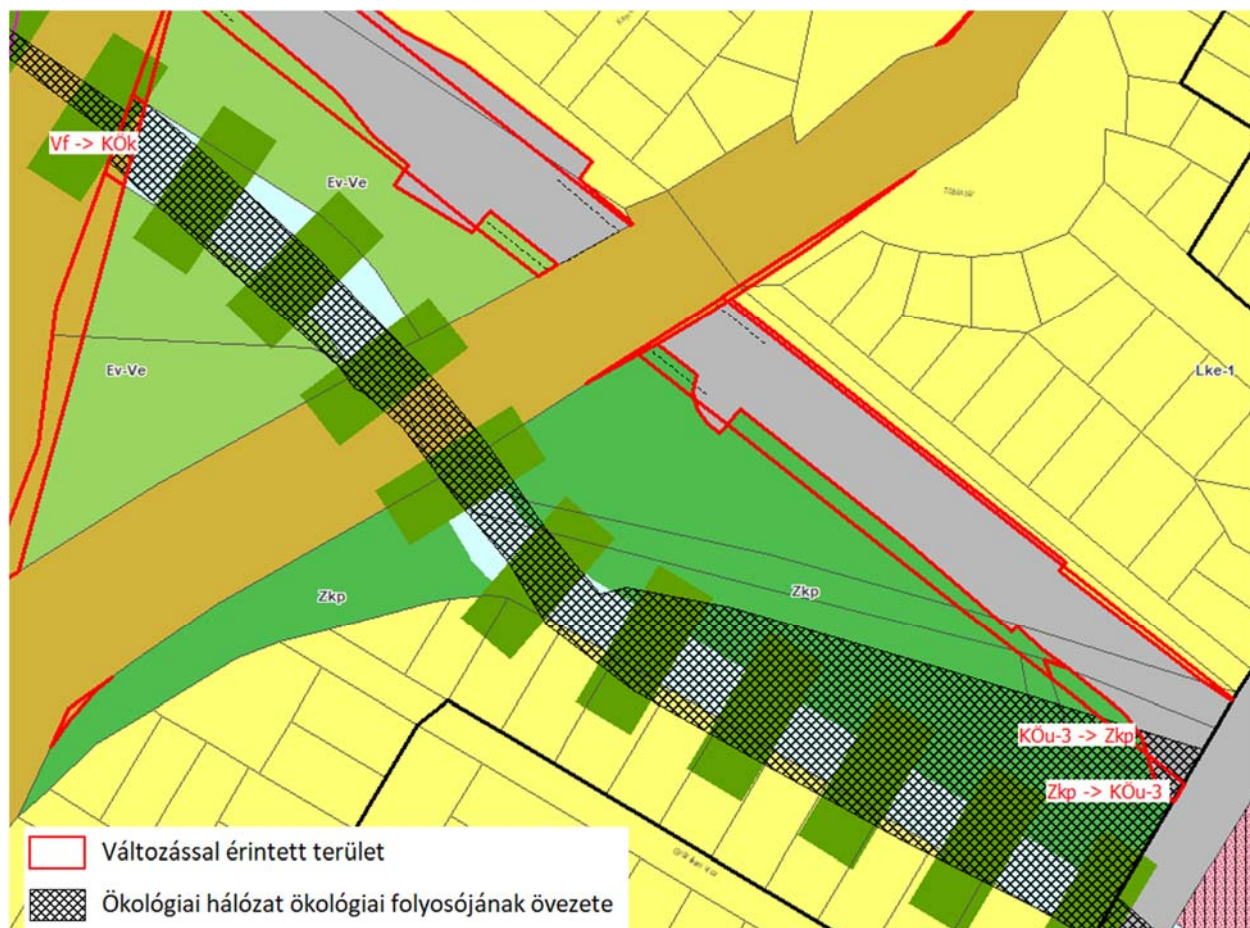 Vf -> KÖk
Ev-Ve
Ev-Ve
Lke-1
Zkp
Zkp
KÖu-3 -> Zkp
Zkp -> KÖu-3
Változással érintett terület
Ökológiai hálózat ökológiai folyosójának övezete